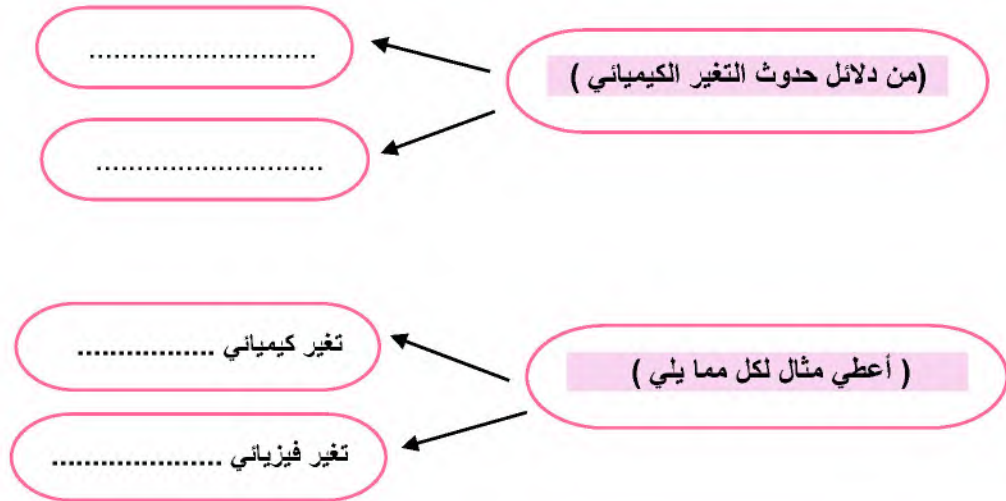 (من دلائل حدوث التغير الكيميائي )
...........................
...........................
( أعطي مثال لكل مما يلي )
تغير كيميائي .................
تغير فيزيائي .....................